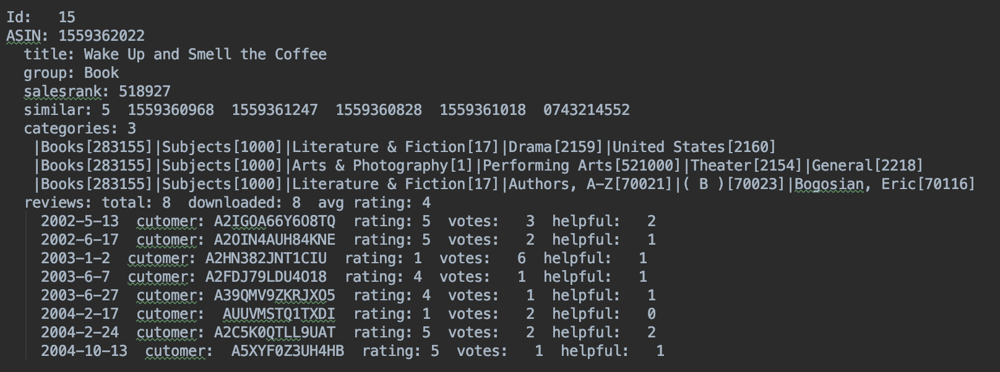 Id:   15
ASIN: 1559362022
  title: Wake Up and Smell the Coffee
  group: Book
  salesrank: 518927
  similar: 5  1559360968  1559361247  1559360828  1559361018  0743214552
  categories: 3
   |Books[283155]|Subjects[1000]|Literature & Fiction[17]|Drama[2159]|United States[2160]
   |Books[283155]|Subjects[1000]|Arts & Photography[1]|Performing Arts[521000]|Theater[2154]|General[2218]
   |Books[283155]|Subjects[1000]|Literature & Fiction[17]|Authors, A-Z[70021]|( B )[70023]|Bogosian, Eric[70116]
  reviews: total: 8  downloaded: 8  avg rating: 4
    2002-5-13  cutomer: A2IGOA66Y6O8TQ  rating: 5  votes:   3  helpful:   2
    2002-6-17  cutomer: A2OIN4AUH84KNE  rating: 5  votes:   2  helpful:   1
    2003-1-2  cutomer: A2HN382JNT1CIU  rating: 1  votes:   6  helpful:   1
    2003-6-7  cutomer: A2FDJ79LDU4O18  rating: 4  votes:   1  helpful:   1
    2003-6-27  cutomer: A39QMV9ZKRJXO5  rating: 4  votes:   1  helpful:   1
    2004-2-17  cutomer:  AUUVMSTQ1TXDI  rating: 1  votes:   2  helpful:   0
    2004-2-24  cutomer: A2C5K0QTLL9UAT  rating: 5  votes:   2  helpful:   2
    2004-10-13  cutomer:  A5XYF0Z3UH4HB  rating: 5  votes:   1  helpful:   1